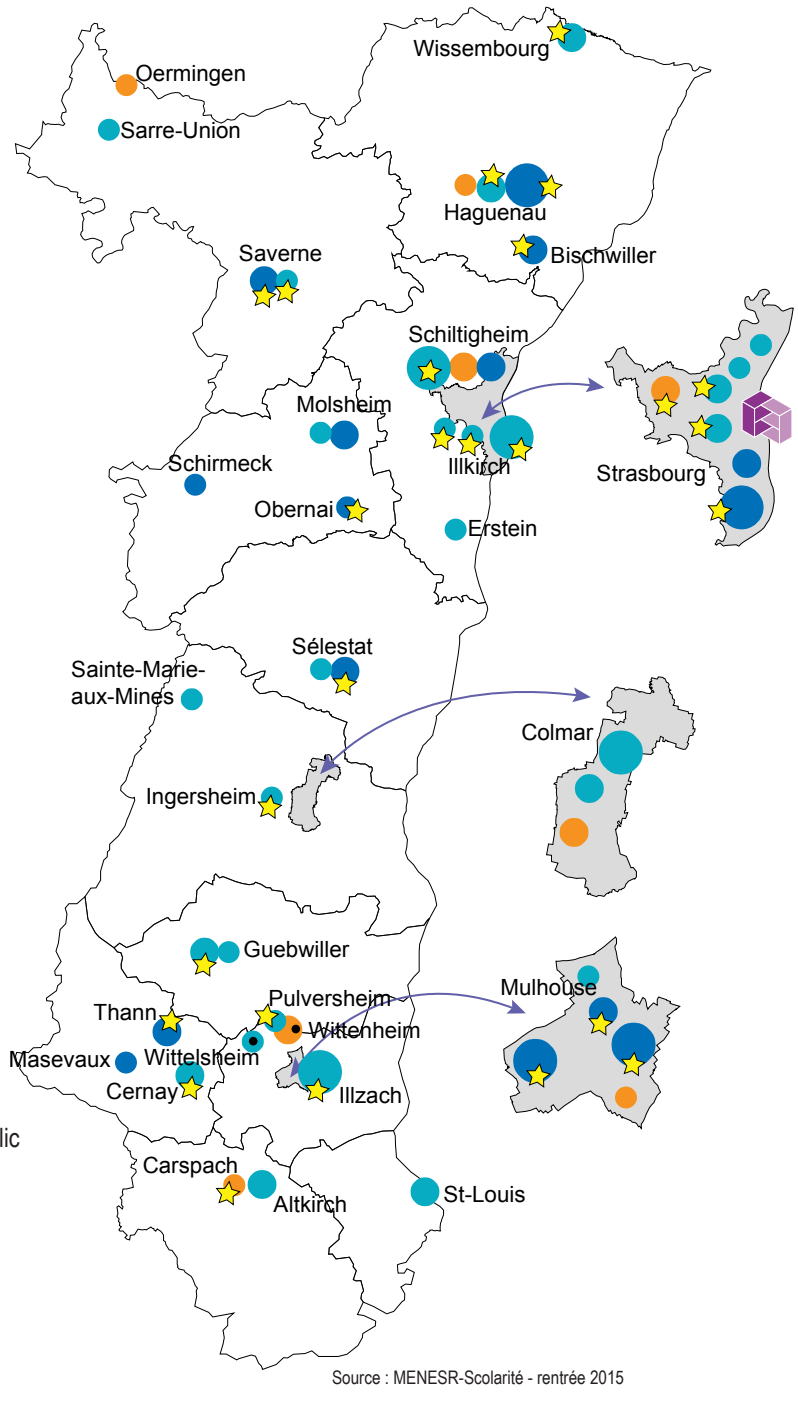 Wissembourg
Oermingen
Sarre-Union
Haguenau
Saverne
Bischwiller
Schiltigheim
Molsheim
Schirmeck
Illkirch
Strasbourg
Obernai
Erstein
Sélestat
Sainte-Marie-
aux-Mines
Colmar
Ingersheim
Guebwiller
Mulhouse
Pulversheim
Thann
Wittenheim
Masevaux
Wittelsheim
Cernay
Illzach
lic
Carspach
Altkirch
St-Louis
Source : MENESR-Scolarité - rentrée 2015